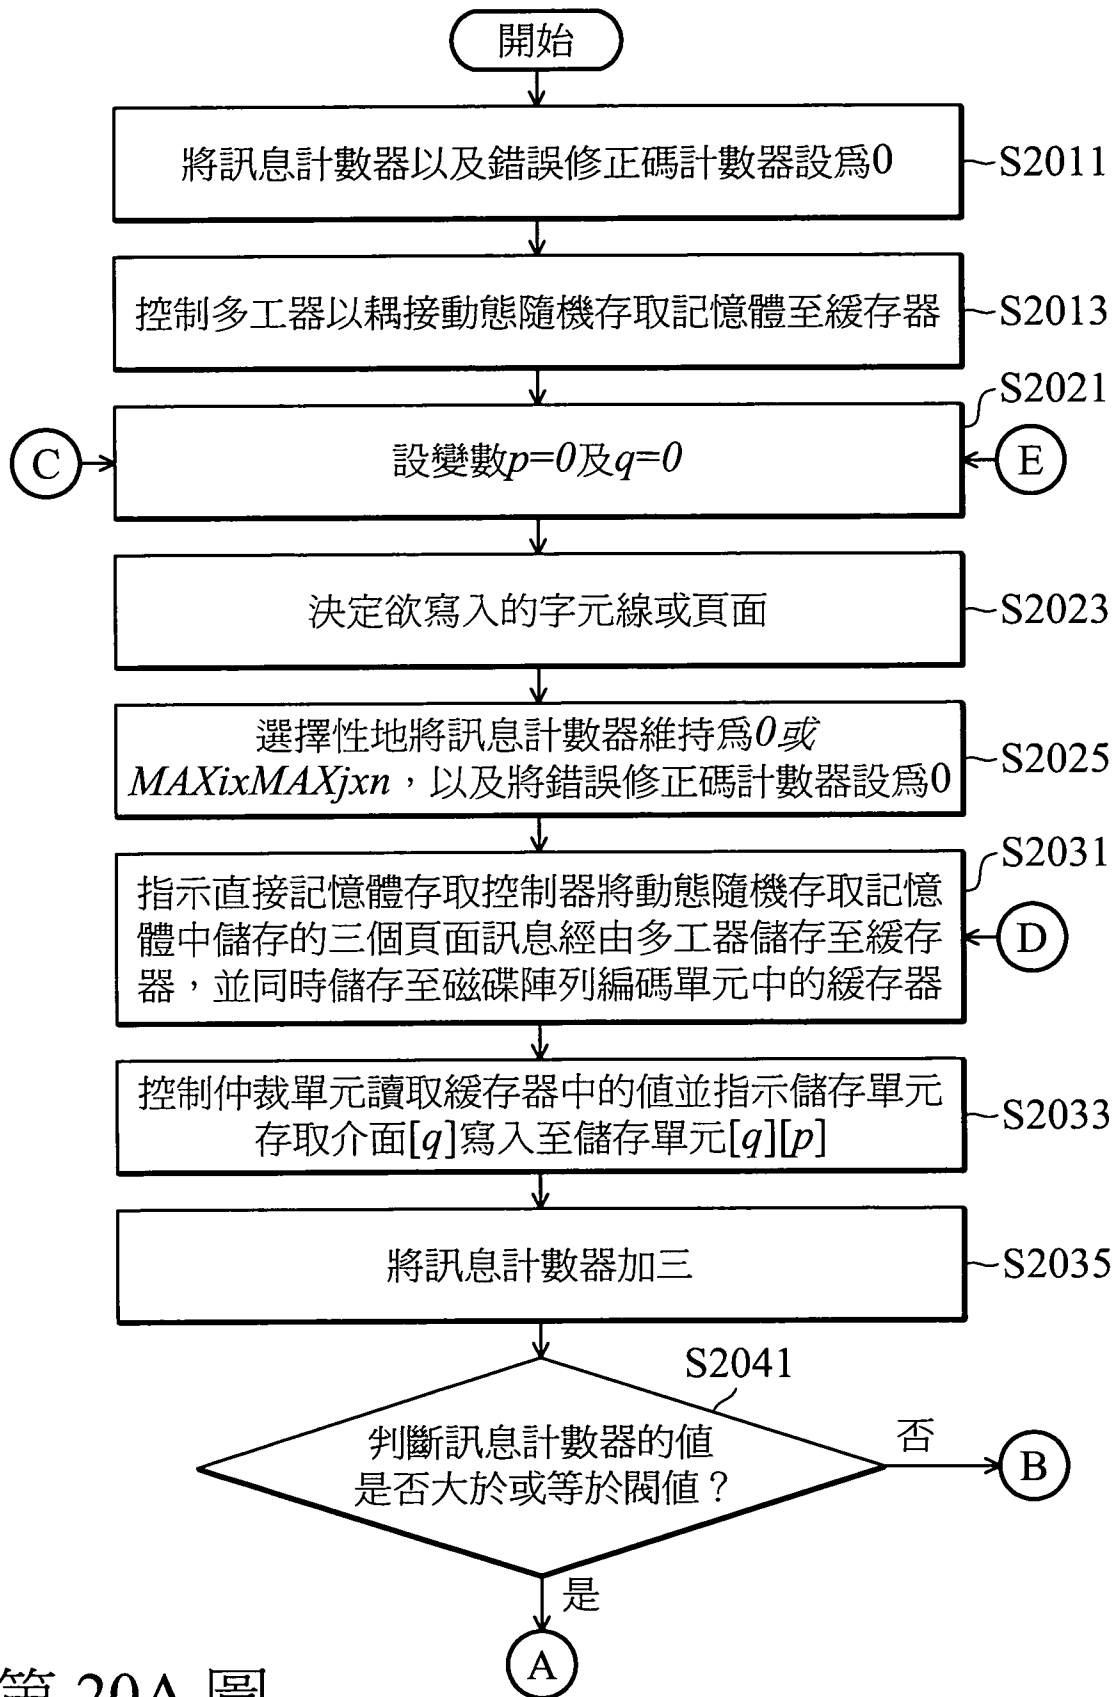 開始
將訊息計數器以及錯誤修正碼計數器設為0
S2011
控制多工器以耦接動態隨機存取記憶體至緩存器
S2013
S2021
C
設變數p=0及q=0
E
決定欲寫入的字元線或頁面
S2023
選擇性地將訊息計數器維持為0或
MAXixMAXjxn,以及將錯誤修正碼計數器設為0
S2025
S2031
指示直接記憶體存取控制器將動態隨機存取記憶
體中儲存的三個頁面訊息經由多工器儲存至緩存
器,並同時儲存至磁碟陣列編碼單元中的緩存器
D
控制仲裁單元讀取緩存器中的值並指示儲存單元
存取介面[q]寫入至儲存單元[q][p]
S2033
將訊息計數器加三
S2035
S2041
判斷訊息計數器的值
是否大於或等於閥值?
否
B
是
A
第 20A 圖